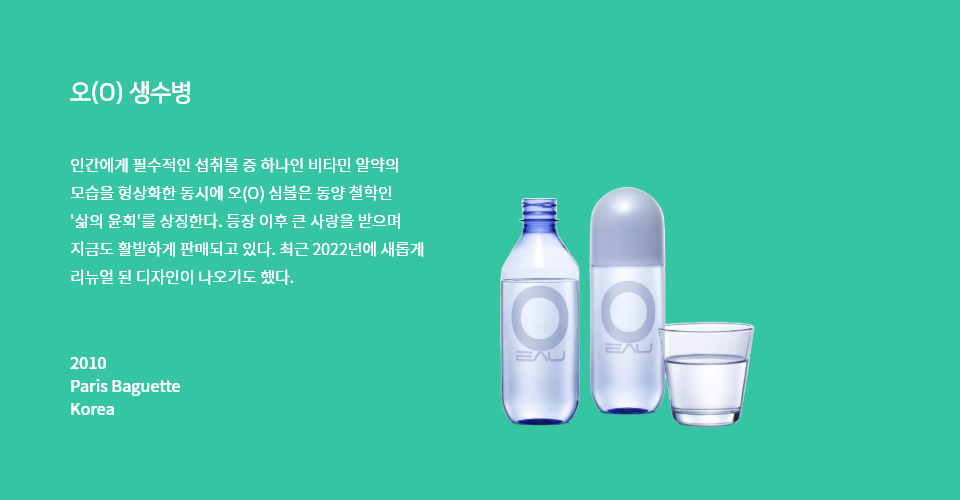 오(O) 생수병
인간에게 필수적인 섭취물 중 하나인 비타민 알약의
모습을 형상화한 동시에 오(O) 심볼은 동양 철학인
'삶의 윤회'를 상징한다. 등장 이후 큰 사랑을 받으며
지금도 활발하게 판매되고 있다. 최근 2022년에 새롭게
리뉴얼 된 디자인이 나오기도 했다.
2010
Paris Baguette
Korea
O
EAU
O
EAU